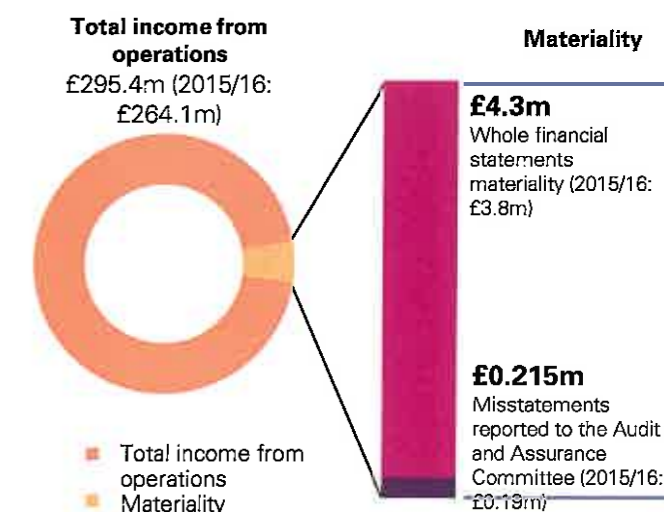 Total income from
operations
£295.4m (2015/16:
£264.1m)
Materiality
£4.3m
Whole financial
statements
materiality (2015/16:
£3.8m)
£0.215m
Misstatements
reported to the Audit
and Assurance
Committee (2015/16:
£0.19m)
Total income from
operations
Materiality